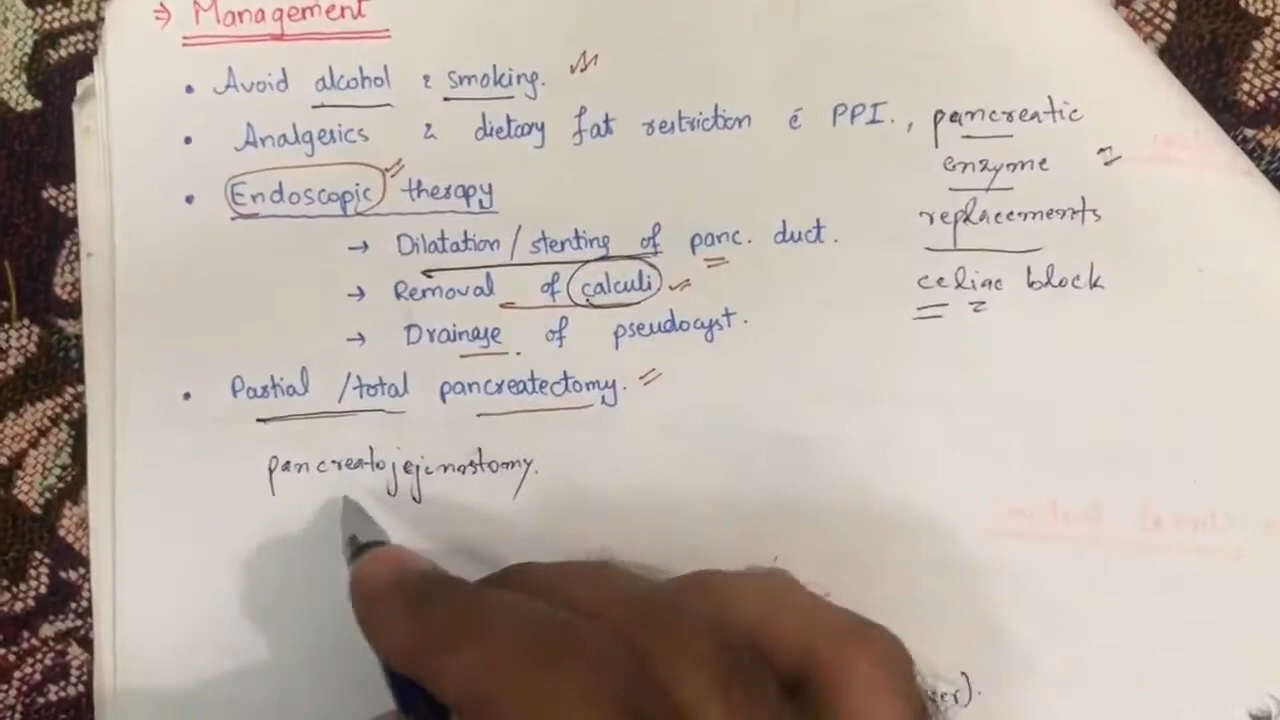 ⇒ Management
• Avoid alcohol & smoking.
• Analgesics & dietary fat restriction c̄ PPI., pancreatic
enzyme
replacements
celiac block
• Endoscopic therapy
→ Dilatation / stenting of panc. duct.
→ Removal of calculi
→ Drainage of pseudocyst.
• Partial /total pancreatectomy.
pancreatojejunostomy.